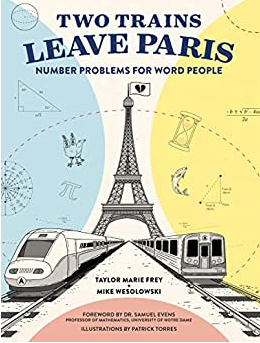 TWO TRAINS
LEAVE PARIS
NUMBER PROBLEMS FOR WORD PEOPLE
π
TAYLOR MARIE FREY
AND
MIKE WESOLOWSKI
A
FOREWORD BY DR. SAMUEL EVENS
PROFESSOR OF MATHEMATICS, UNIVERSITY OF NOTRE DAME
ILLUSTRATIONS BY PATRICK TORRES